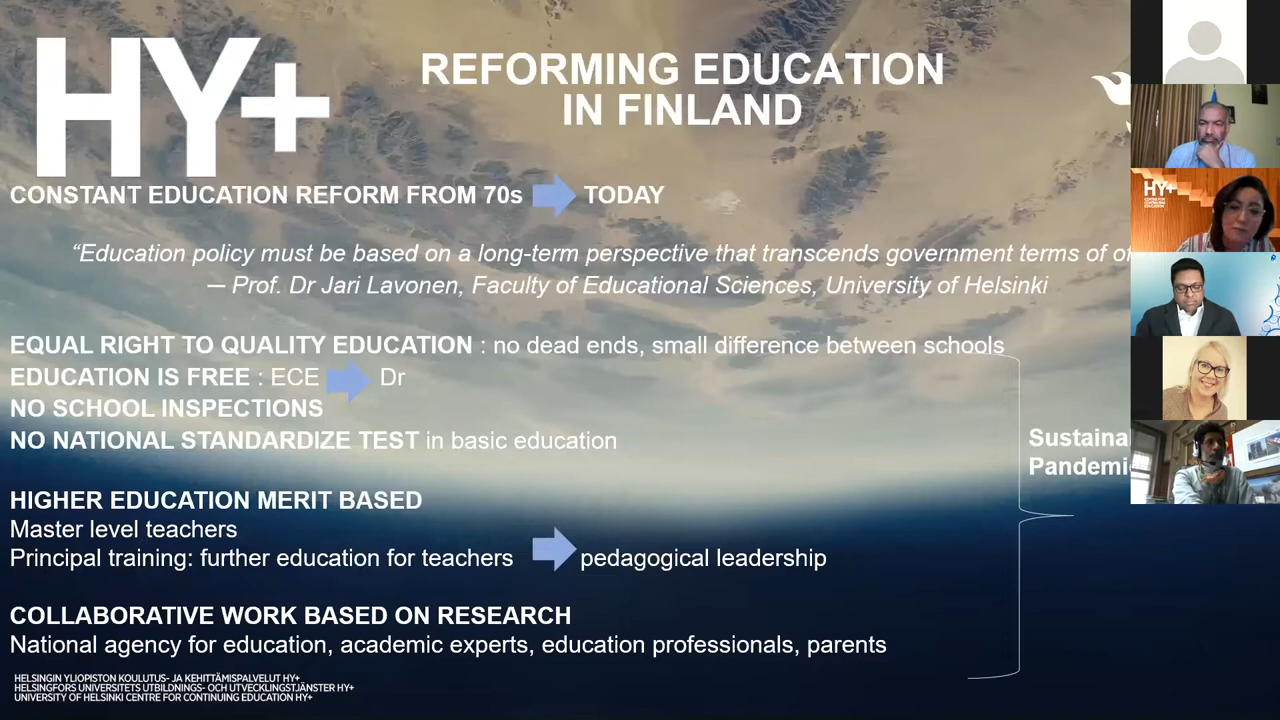 HY+
REFORMING EDUCATION
IN FINLAND
CONSTANT EDUCATION REFORM FROM 70s TODAY
“Education policy must be based on a long-term perspective that transcends government terms of
— Prof. Dr Jari Lavonen, Faculty of Educational Sciences, University of Helsinki
EQUAL RIGHT TO QUALITY EDUCATION : no dead ends, small difference between schools
EDUCATION IS FREE : ECE Dr
NO SCHOOL INSPECTIONS
NO NATIONAL STANDARDIZE TEST in basic education
HIGHER EDUCATION MERIT BASED
Master level teachers
Principal training: further education for teachers pedagogical leadership
COLLABORATIVE WORK BASED ON RESEARCH
National agency for education, academic experts, education professionals, parents
HELSINGIN YLIOPISTON KOULUTUS- JA KEHITTÄMISPALVELUT HY+
HELSINGFORS UNIVERSITETS UTBILDNINGS- OCH UTVECKLINGSTJÄNSTER HY+
UNIVERSITY OF HELSINKI CENTRE FOR CONTINUING EDUCATION HY+
Sustaina
Pandemi
HY+
CENTRE FOR
CONTINUING
EDUCATION